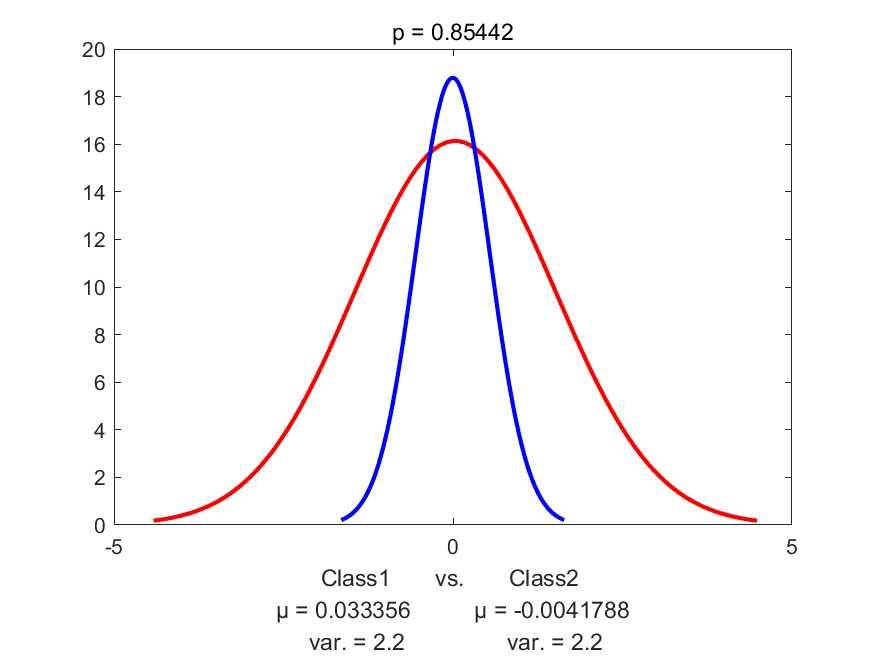 p = 0.85442
20
18
16
14
12
10
8
6
4
2
0
-5 0 5
Class1 vs. Class2
μ = 0.033356 μ = -0.0041788
var. = 2.2 var. = 2.2